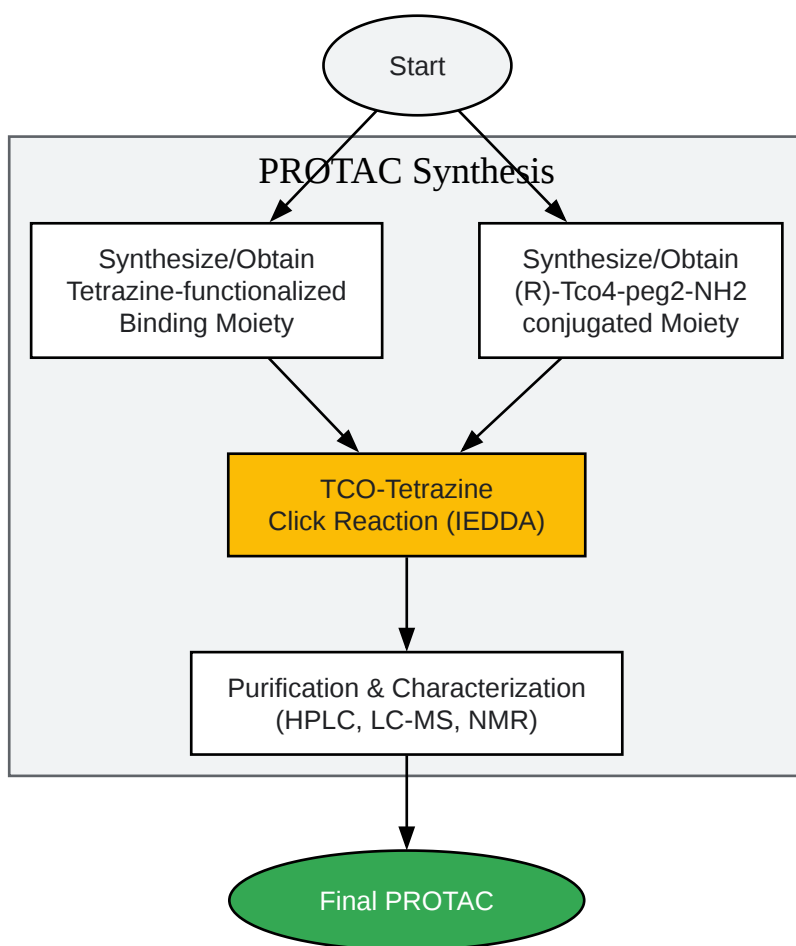 Start
PROTAC Synthesis
Synthesize/Obtain
Tetrazine-functionalized
Binding Moiety
Synthesize/Obtain
(R)-Tco4-peg2-NH2
conjugated Moiety
TCO-Tetrazine
Click Reaction (IEDDA)
Purification & Characterization
(HPLC, LC-MS, NMR)
Final PROTAC